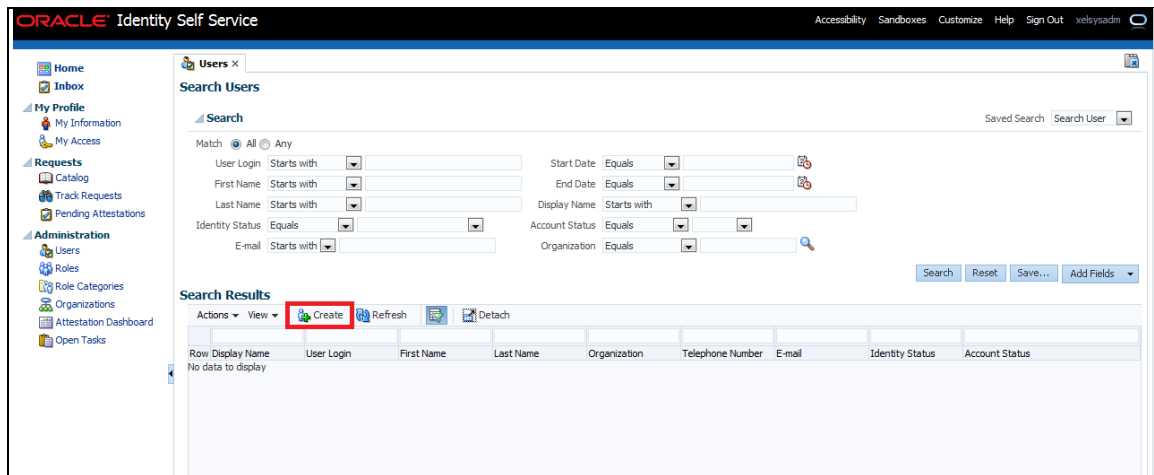 ORACLE Identity Self Service
Accessibility Sandboxes Customize Help Sign Out xelsysadm
Home
Inbox
My Profile
My Information
My Access
Requests
Catalog
Track Requests
Pending Attestations
Administration
Users
Roles
Role Categories
Organizations
Attestation Dashboard
Open Tasks
Users ×
Search Users
Search
Saved Search Search User
Match All Any
User Login Starts with
Start Date Equals
First Name Starts with
End Date Equals
Last Name Starts with
Display Name Starts with
Identity Status Equals
Account Status Equals
E-mail Starts with
Organization Equals
Search Reset Save... Add Fields
Search Results
Actions View Create Refresh Detach
Row Display Name User Login First Name Last Name Organization Telephone Number E-mail Identity Status Account Status
No data to display